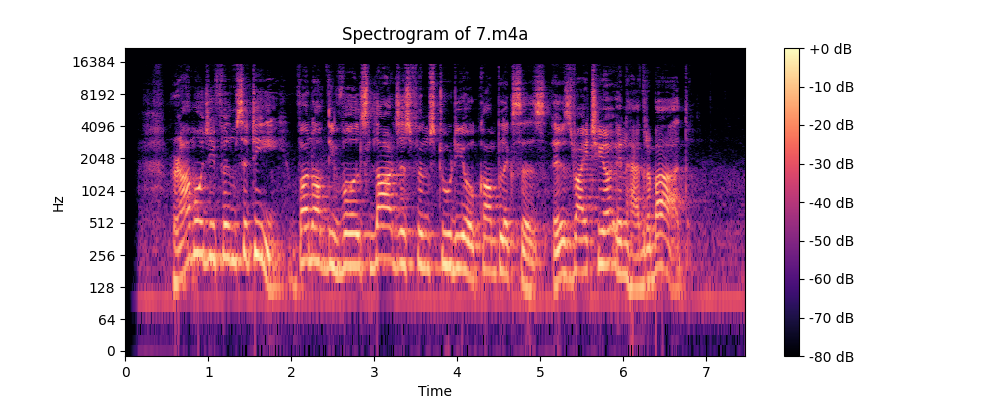 Spectrogram of 7.m4a
16384
8192
4096
2048
1024
512
256
128
64
0
Hz
0 1 2 3 4 5 6 7
Time
+0 dB
-10 dB
-20 dB
-30 dB
-40 dB
-50 dB
-60 dB
-70 dB
-80 dB